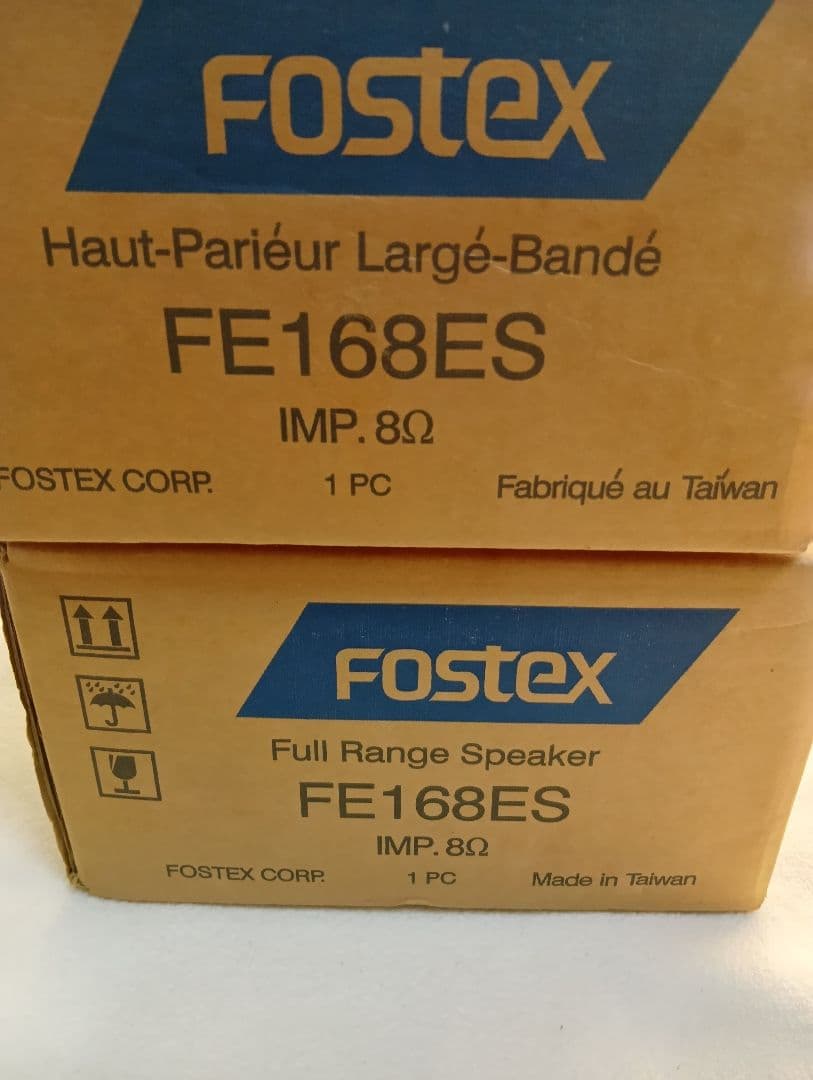 Fostex
Haut-Pariéur Largé-Bandé
FE168ES
IMP. 8Ω
FOSTEX CORP. 1 PC Fabriqué au Taíwan
Fostex
Full Range Speaker
FE168ES
IMP. 8Ω
FOSTEX CORP. 1 PC Made in Taiwan